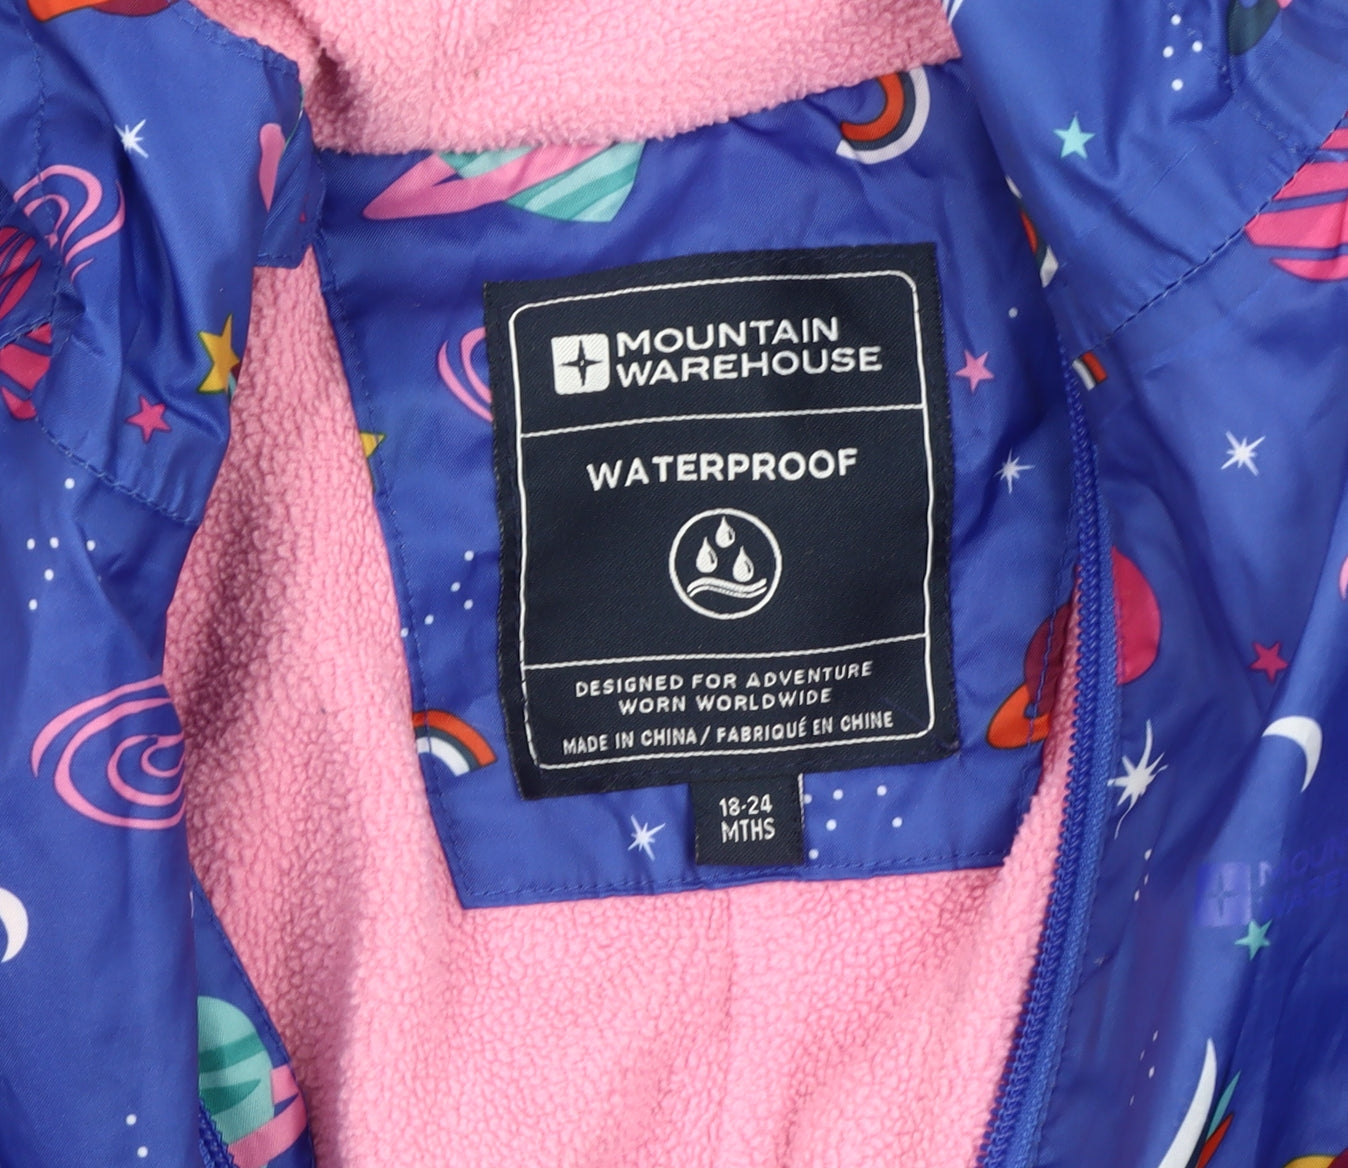 MOUNTAIN
WAREHOUSE
WATERPROOF
DESIGNED FOR ADVENTURE
WORN WORLDWIDE
MADE IN CHINA / FABRIQUÉ EN CHINE
18-24
MTHS